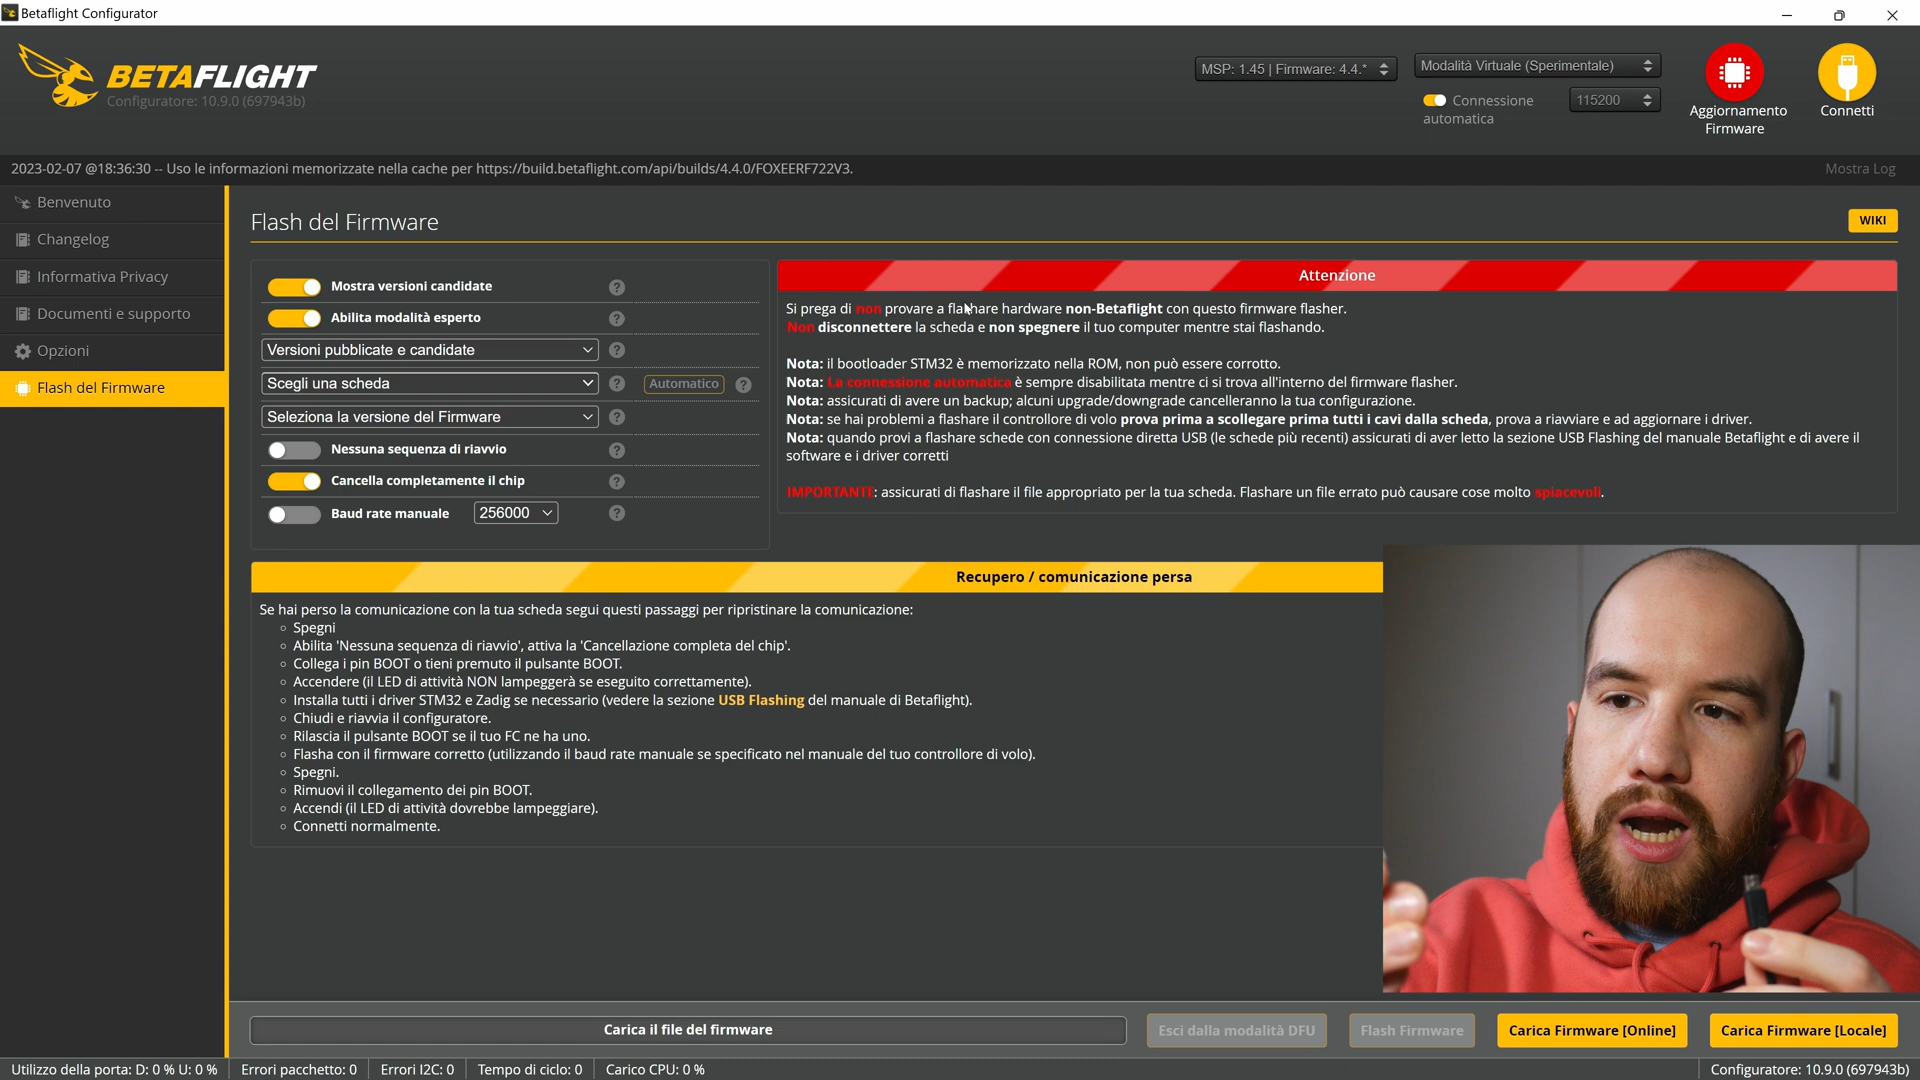 Betaflight Configurator
BETAFLIGHT
Configuratore: 10.9.0 (697943b)
MSP: 1.45 | Firmware: 4.4.*
Modalità Virtuale (Sperimentale)
Connessione
automatica
115200
Aggiornamento
Firmware
Connetti
2023-02-07 @18:36:30 -- Uso le informazioni memorizzate nella cache per https://build.betaflight.com/api/builds/4.4.0/FOXEERF722V3.
Mostra Log
Benvenuto
Changelog
Informativa Privacy
Documenti e supporto
Opzioni
Flash del Firmware
Flash del Firmware
WIKI
Mostra versioni candidate
Abilita modalità esperto
Versioni pubblicate e candidate
Scegli una scheda
Automatico
Seleziona la versione del Firmware
Nessuna sequenza di riavvio
Cancella completamente il chip
Baud rate manuale
256000
Attenzione
Si prega di non provare a flashare hardware non-Betaflight con questo firmware flasher.
Non disconnettere la scheda e non spegnere il tuo computer mentre stai flashando.
Nota: il bootloader STM32 è memorizzato nella ROM, non può essere corrotto.
Nota: La connessione automatica è sempre disabilitata mentre ci si trova all'interno del firmware flasher.
Nota: assicurati di avere un backup; alcuni upgrade/downgrade cancelleranno la tua configurazione.
Nota: se hai problemi a flashare il controllore di volo prova prima a scollegare prima tutti i cavi dalla scheda, prova a riavviare e ad aggiornare i driver.
Nota: quando provi a flashare schede con connessione diretta USB (le schede più recenti) assicurati di aver letto la sezione USB Flashing del manuale Betaflight e di avere il
software e i driver corretti
IMPORTANTE: assicurati di flashare il file appropriato per la tua scheda. Flashare un file errato può causare cose molto spiacevoli.
Recupero / comunicazione persa
Se hai perso la comunicazione con la tua scheda segui questi passaggi per ripristinare la comunicazione:
Spegni
Abilita 'Nessuna sequenza di riavvio', attiva la 'Cancellazione completa del chip'.
Collega i pin BOOT o tieni premuto il pulsante BOOT.
Accendere (il LED di attività NON lampeggerà se eseguito correttamente).
Installa tutti i driver STM32 e Zadig se necessario (vedere la sezione USB Flashing del manuale di Betaflight).
Chiudi e riavvia il configuratore.
Rilascia il pulsante BOOT se il tuo FC ne ha uno.
Flasha con il firmware corretto (utilizzando il baud rate manuale se specificato nel manuale del tuo controllore di volo).
Spegni.
Rimuovi il collegamento dei pin BOOT.
Accendi (il LED di attività dovrebbe lampeggiare).
Connetti normalmente.
Carica il file del firmware
Esci dalla modalità DFU
Flash Firmware
Carica Firmware [Online]
Carica Firmware [Locale]
Utilizzo della porta: D: 0 % U: 0 %
Errori pacchetto: 0
Errori I2C: 0
Tempo di ciclo: 0
Carico CPU: 0 %
Configuratore: 10.9.0 (697943b)